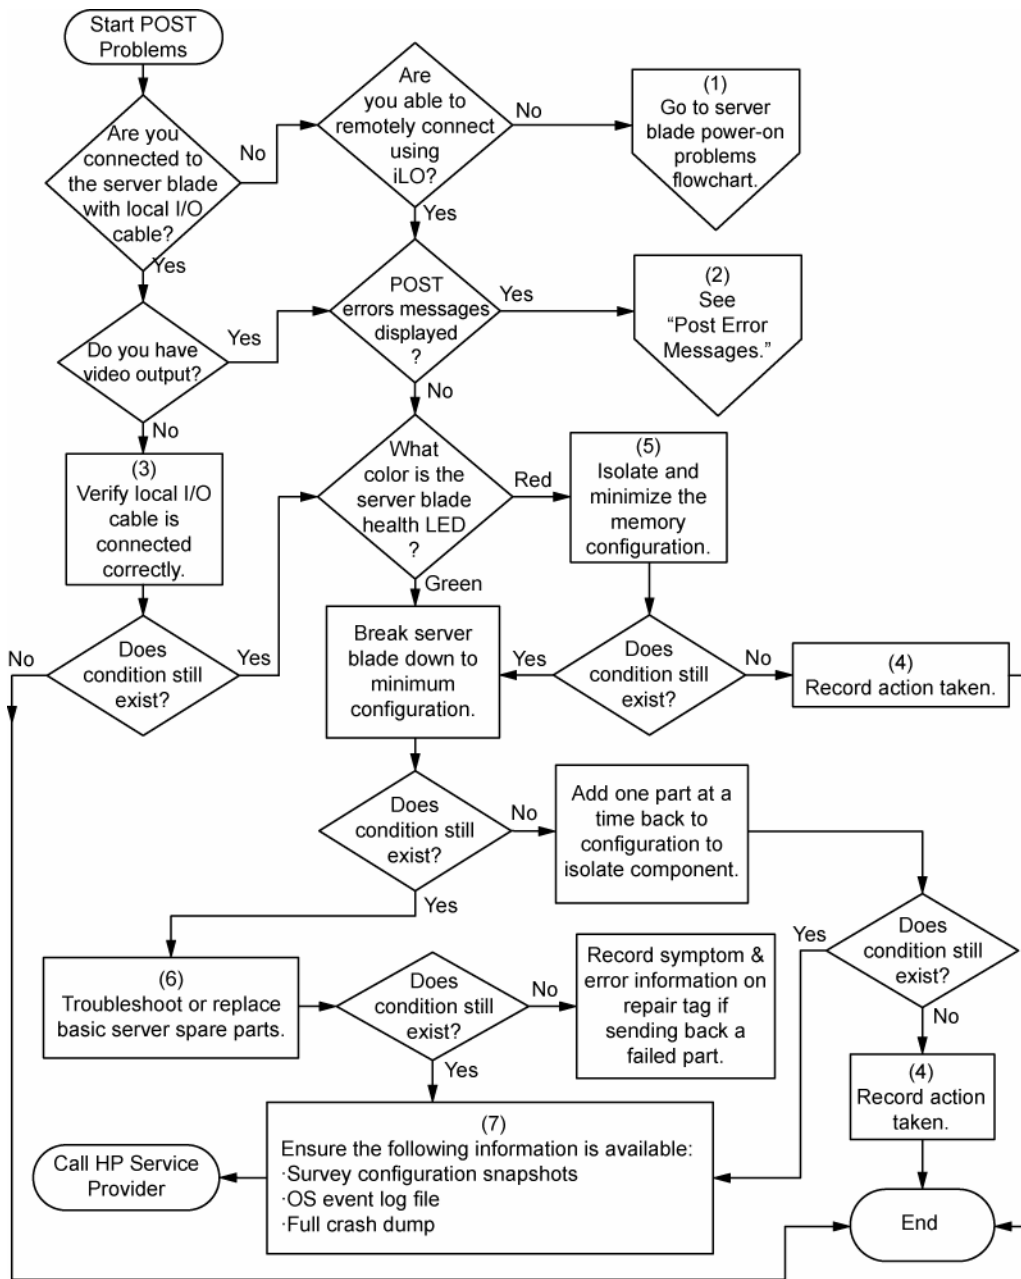 Start POST
Problems
Are you
connected to
the server blade
with local I/O
cable?
No
Yes
Are
you able to
remotely connect
using
iLO?
No
Yes
(1)
Go to server
blade power-on
problems
flowchart.
Do you have
video output?
Yes
No
POST
errors messages
displayed
?
Yes
No
(2)
See
“Post Error
Messages.”
(3)
Verify local I/O
cable is
connected
correctly.
What
color is the
server blade
health LED
?
Red
Green
(5)
Isolate and
minimize the
memory
configuration.
Does
condition still
exist?
No
Yes
Break server
blade down to
minimum
configuration.
Does
condition still
exist?
Yes
No
(4)
Record action taken.
Does
condition still
exist?
No
Yes
Add one part at a
time back to
configuration to
isolate component.
Does
condition still
exist?
Yes
No
(6)
Troubleshoot or replace
basic server spare parts.
Does
condition still
exist?
No
Yes
Record symptom &
error information on
repair tag if
sending back a
failed part.
(4)
Record action
taken.
(7)
Ensure the following information is available:
·Survey configuration snapshots
·OS event log file
·Full crash dump
Call HP Service
Provider
End